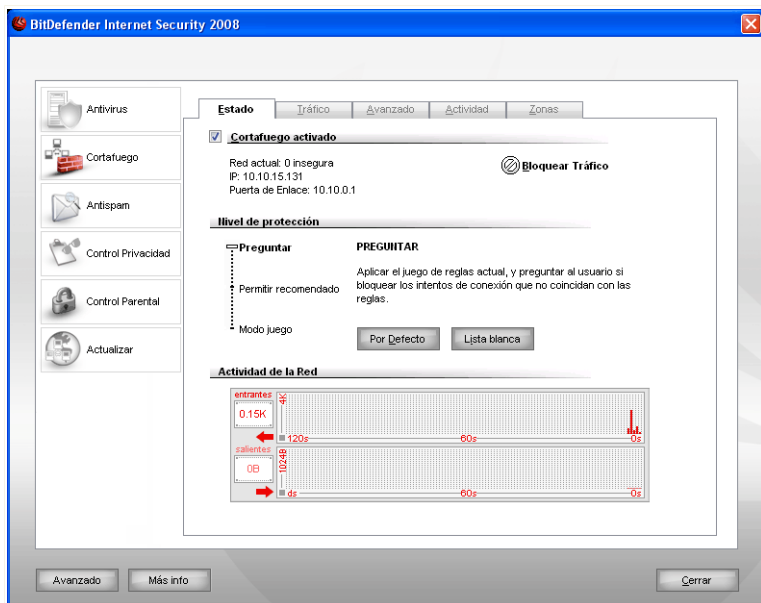 BitDefender Internet Security 2008
Antivirus
Cortafuego
Antispam
Control Privacidad
Control Parental
Actualizar
Estado
Tráfico
Avanzado
Actividad
Zonas
Cortafuego activado
Red actual: 0 insegura
IP: 10.10.15.131
Puerta de Enlace: 10.10.0.1
Bloquear Tráfico
Nivel de protección
Preguntar
Permitir recomendado
Modo juego
PREGUNTAR
Aplicar el juego de reglas actual, y preguntar al usuario si
bloquear los intentos de conexión que no coincidan con las
reglas.
Por Defecto
Lista blanca
Actividad de la Red
entrantes
0.15K
4K
120s
60s
0s
salientes
0B
1024B
ds
60s
0s
Avanzado
Más info
Cerrar